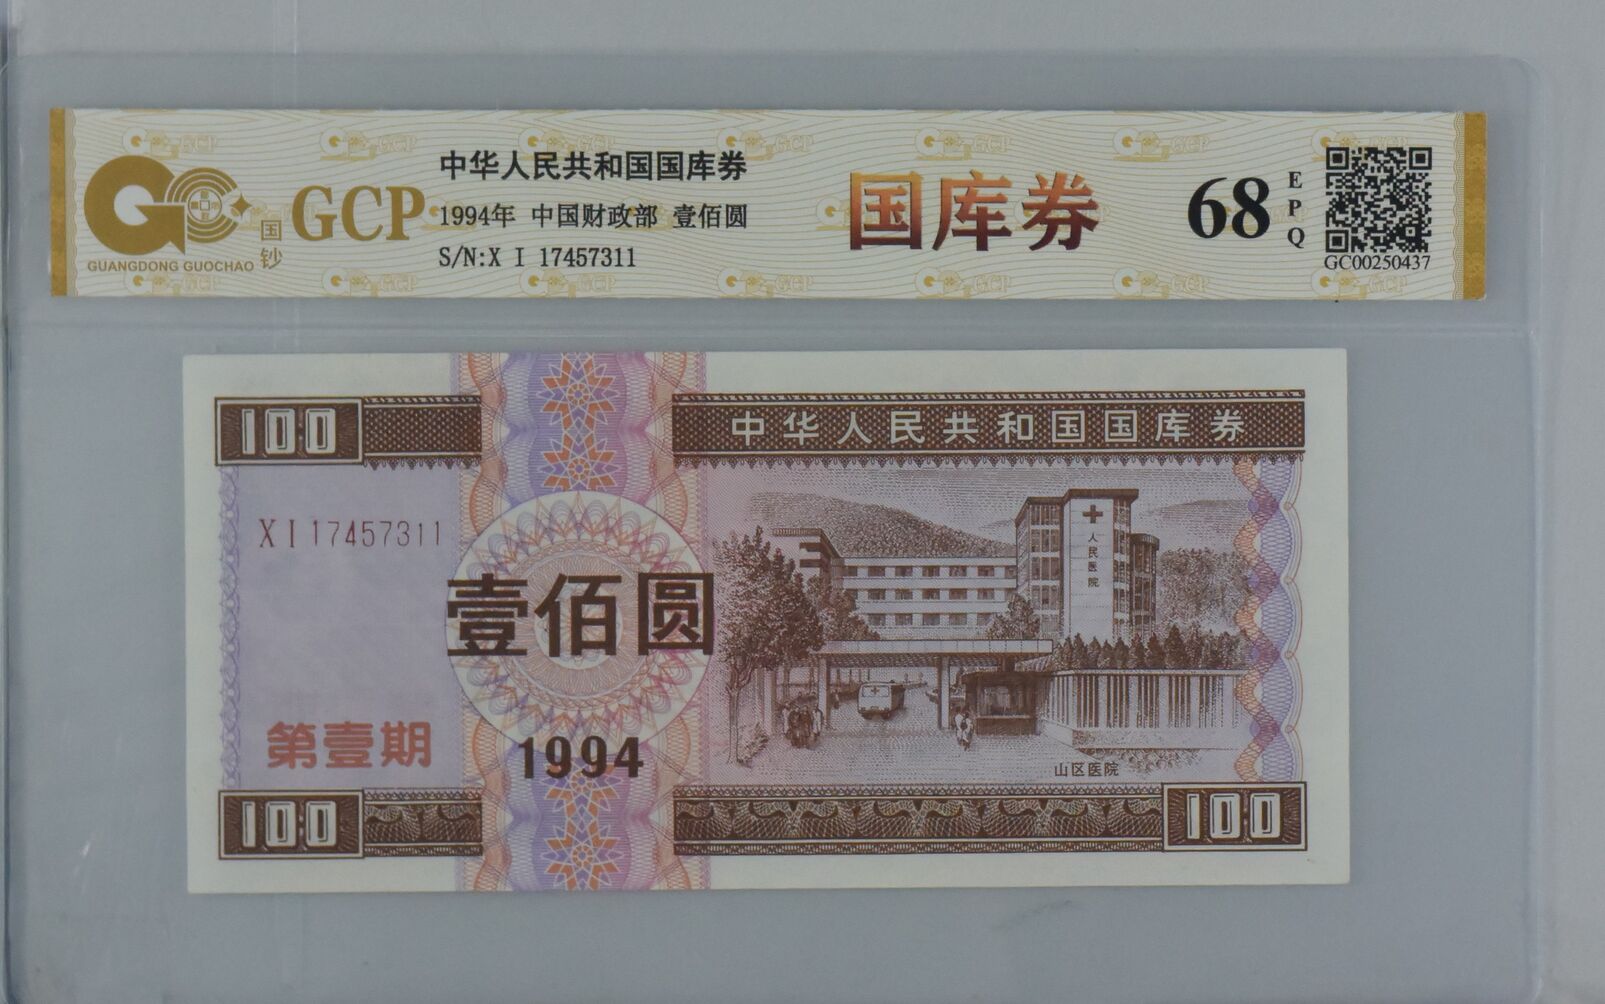 GUANGDONG GUOCHAO
国钞
GCP
中华人民共和国国库券
1994年 中国财政部 壹佰圆
S/N:X I 17457311
国库券
68
EPQ
GC00250437
100
中华人民共和国国库券
XI17457311
人民医院
壹佰圆
第壹期
1994
山区医院
100
100